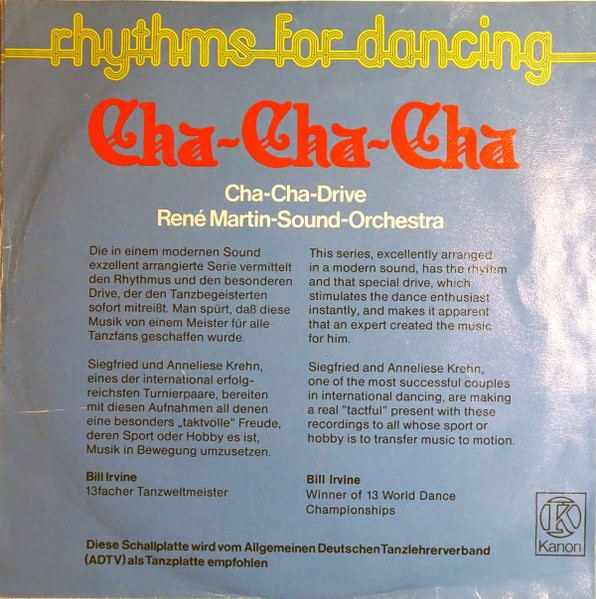 rhythms for dancing
Cha-Cha-Cha
Cha-Cha-Drive
René Martin-Sound-Orchestra
Die in einem modernen Sound
exzellent arrangierte Serie vermittelt
den Rhythmus und den besonderen
Drive, der den Tanzbegeisterten
sofort mitreißt. Man spürt, daß diese
Musik von einem Meister für alle
Tanzfans geschaffen wurde.
Siegfried und Anneliese Krehn,
eines der international erfolg-
reichsten Turnierpaare, bereiten
mit diesen Aufnahmen all denen
eine besonders „taktvolle" Freude,
deren Sport oder Hobby es ist,
Musik in Bewegung umzusetzen.
Bill Irvine
13facher Tanzweltmeister
This series, excellently arranged
in a modern sound, has the rhythm
and that special drive, which
stimulates the dance enthusiast
instantly, and makes it apparent
that an expert created the music
for him.
Siegfried and Anneliese Krehn,
one of the most successful couples
in international dancing, are making
a real "tactful" present with these
recordings to all whose sport or
hobby is to transfer music to motion.
Bill Irvine
Winner of 13 World Dance
Championships
K
Kanon
Diese Schallplatte wird vom Allgemeinen Deutschen Tanzlehrerverband
(ADTV) als Tanzplatte empfohlen